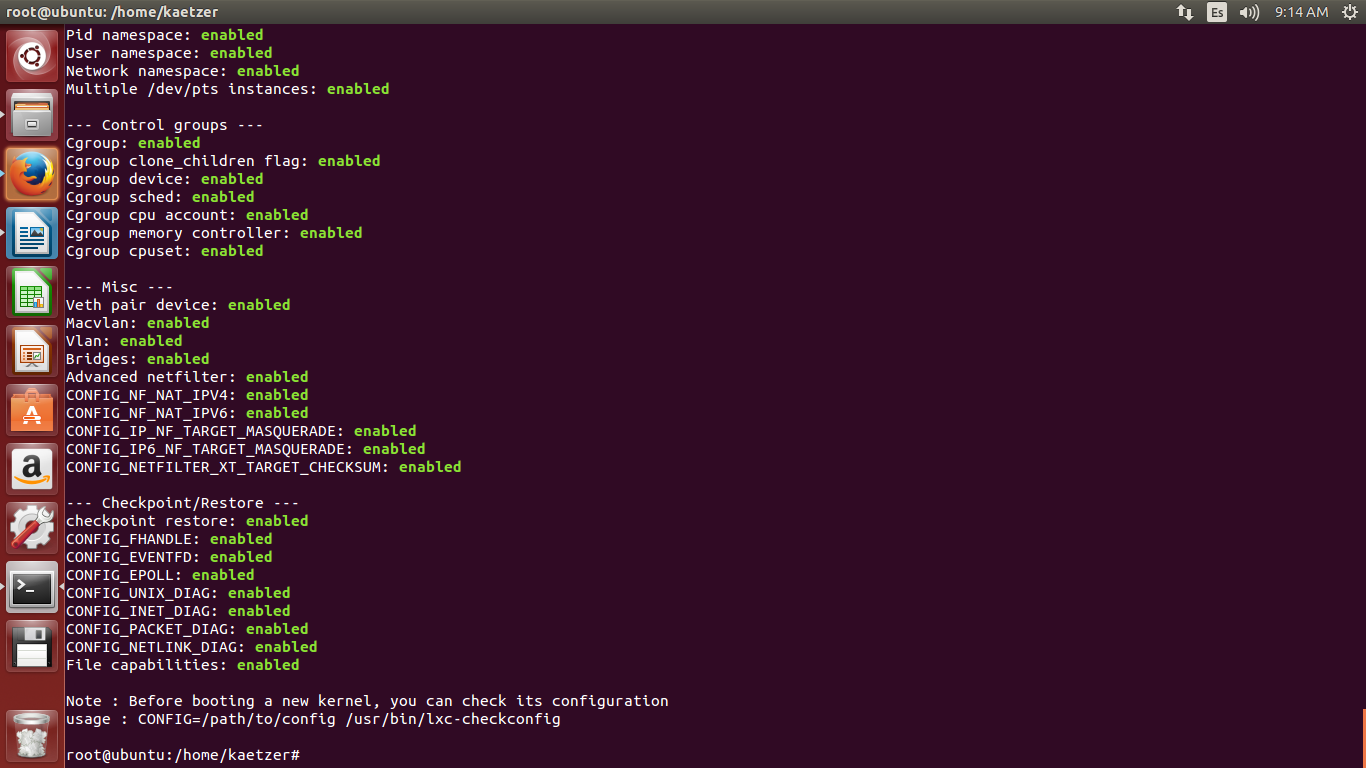 root@ubuntu: /home/kaetzer
Es
9:14 AM
Pid namespace: enabled
User namespace: enabled
Network namespace: enabled
Multiple /dev/pts instances: enabled
--- Control groups ---
Cgroup: enabled
Cgroup clone_children flag: enabled
Cgroup device: enabled
Cgroup sched: enabled
Cgroup cpu account: enabled
Cgroup memory controller: enabled
Cgroup cpuset: enabled
--- Misc ---
Veth pair device: enabled
Macvlan: enabled
Vlan: enabled
Bridges: enabled
Advanced netfilter: enabled
CONFIG_NF_NAT_IPV4: enabled
CONFIG_NF_NAT_IPV6: enabled
CONFIG_IP_NF_TARGET_MASQUERADE: enabled
CONFIG_IP6_NF_TARGET_MASQUERADE: enabled
CONFIG_NETFILTER_XT_TARGET_CHECKSUM: enabled
--- Checkpoint/Restore ---
checkpoint restore: enabled
CONFIG_FHANDLE: enabled
CONFIG_EVENTFD: enabled
CONFIG_EPOLL: enabled
CONFIG_UNIX_DIAG: enabled
CONFIG_INET_DIAG: enabled
CONFIG_PACKET_DIAG: enabled
CONFIG_NETLINK_DIAG: enabled
File capabilities: enabled
Note : Before booting a new kernel, you can check its configuration
usage : CONFIG=/path/to/config /usr/bin/lxc-checkconfig
root@ubuntu:/home/kaetzer#